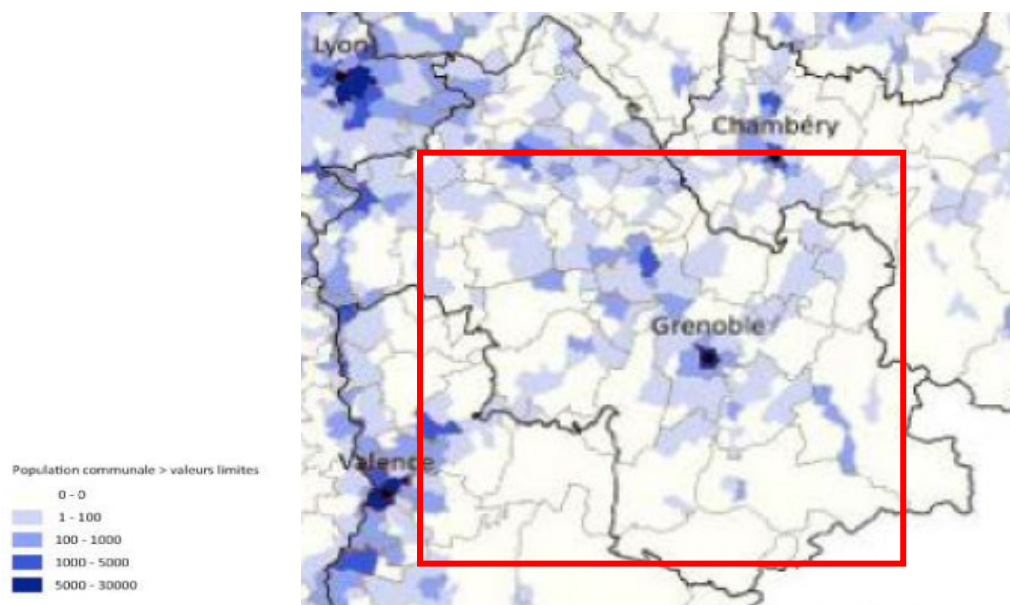 Lyon
Chambéry
Grenoble
Valence
Population communale > valeurs limites
0 - 0
1 - 100
100 - 1000
1000 - 5000
5000 - 30000